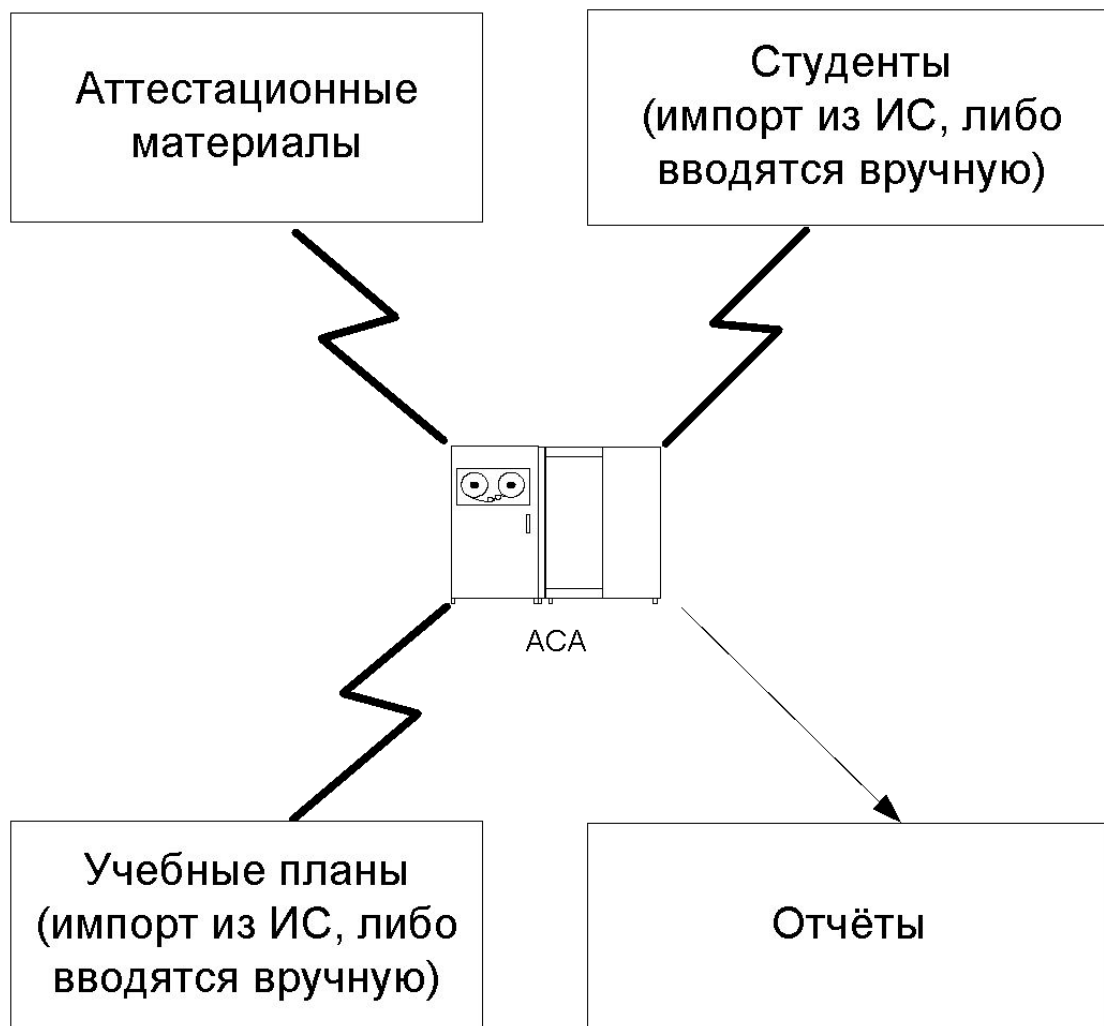 Аттестационные
материалы
Студенты
(импорт из ИС, либо
вводятся вручную)
АСА
Учебные планы
(импорт из ИС, либо
вводятся вручную)
Отчёты